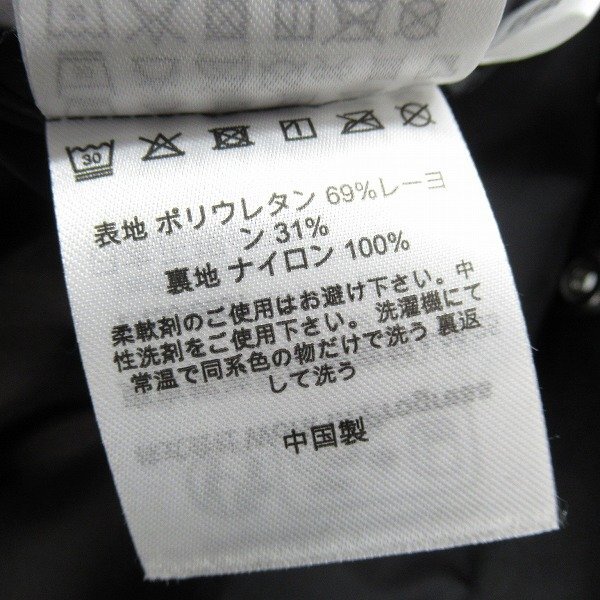 30
表地 ポリウレタン 69%レーヨ
ン 31%
裏地 ナイロン 100%
柔軟剤のご使用はお避け下さい。中
性洗剤をご使用下さい。洗濯機にて
常温で同系色の物だけで洗う 裏返
して洗う
中国製